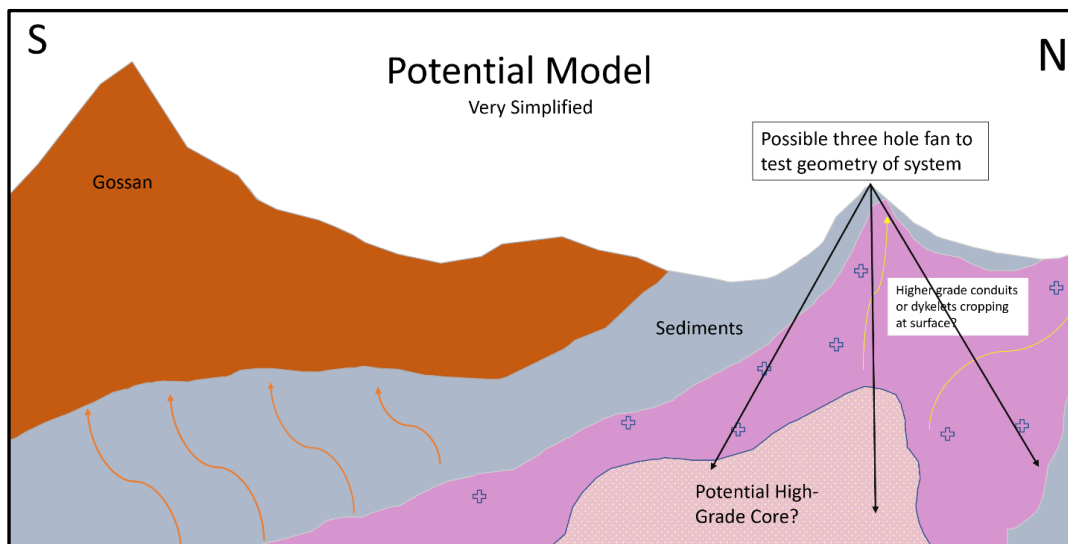 S
N
Potential Model
Very Simplified
Possible three hole fan to
test geometry of system
Gossan
Higher grade conduits
or dykelets cropping
at surface?
Sediments
Potential High-
Grade Core?